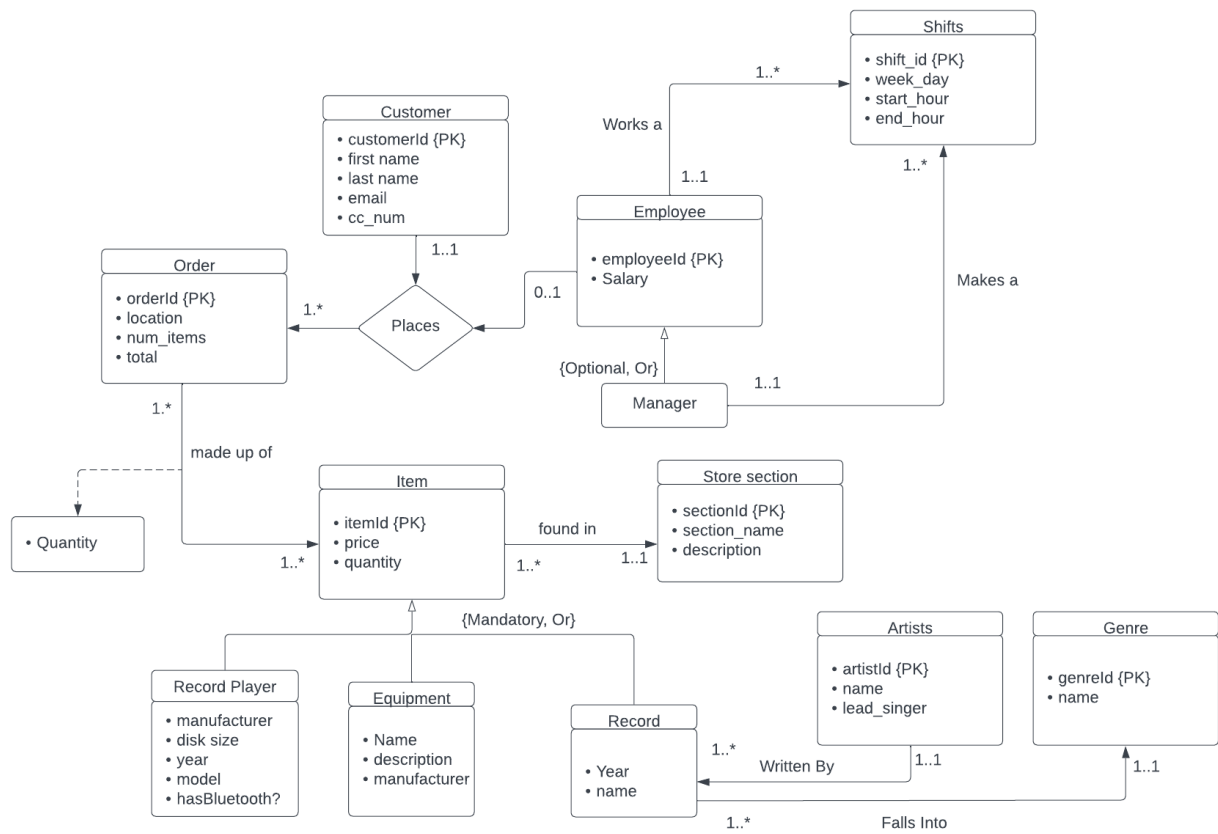 Shifts
• shift_id {PK}
• week_day
• start_hour
• end_hour
1..*
Works a
1..1
1..*
Customer
• customerId {PK}
• first name
• last name
• email
• cc_num
1..1
Employee
• employeeId {PK}
• Salary
0..1
Makes a
Order
• orderId {PK}
• location
• num_items
• total
1.*
Places
{Optional, Or}
Manager
1..1
1.*
made up of
• Quantity
1..*
Item
• itemId {PK}
• price
• quantity
found in
1..*
1..1
Store section
• sectionId {PK}
• section_name
• description
{Mandatory, Or}
Record Player
• manufacturer
• disk size
• year
• model
• hasBluetooth?
Equipment
• Name
• description
• manufacturer
Record
• Year
• name
Artists
• artistId {PK}
• name
• lead_singer
Genre
• genreId {PK}
• name
1..*
Written By
1..1
1..1
1..*
Falls Into